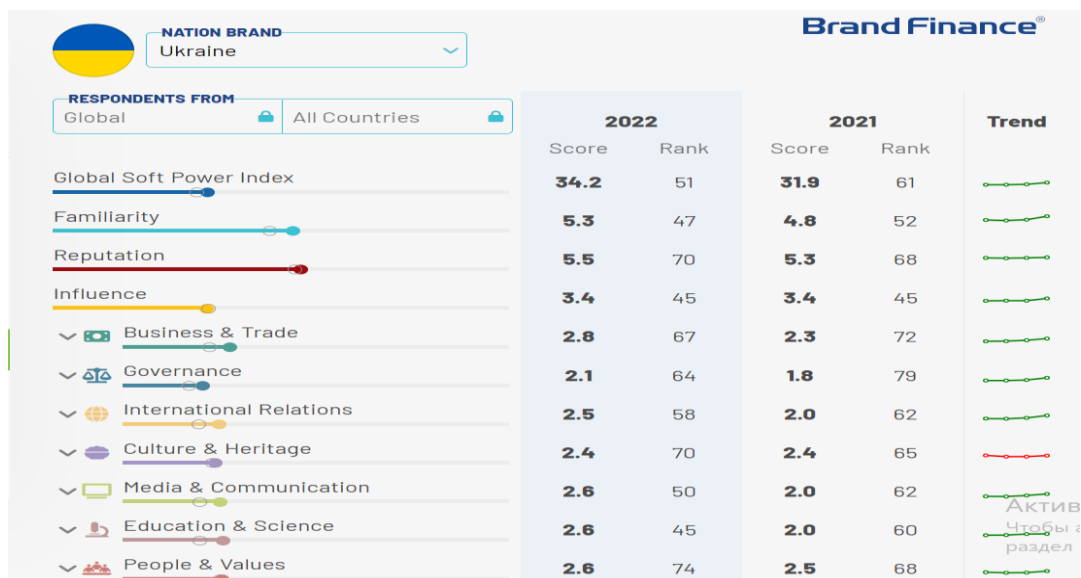 NATION BRAND
Ukraine
Brand Finance®
RESPONDENTS FROM
Global All Countries
2022 2021 Trend
Score Rank Score Rank
Global Soft Power Index 34.2 51 31.9 61
Familiarity 5.3 47 4.8 52
Reputation 5.5 70 5.3 68
Influence 3.4 45 3.4 45
Business & Trade 2.8 67 2.3 72
Governance 2.1 64 1.8 79
International Relations 2.5 58 2.0 62
Culture & Heritage 2.4 70 2.4 65
Media & Communication 2.6 50 2.0 62
Актив
Education & Science 2.6 45 2.0 60
Чтобы а
раздел
People & Values 2.6 74 2.5 68